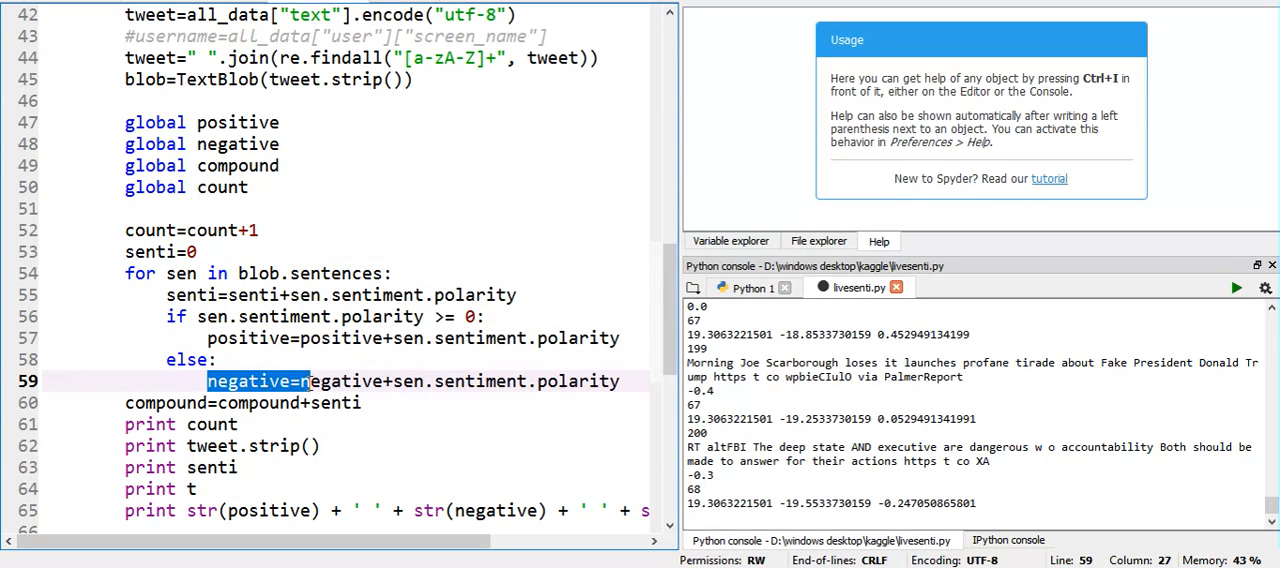 42 tweet=all_data["text"].encode("utf-8")
43 #username=all_data["user"]["screen_name"]
44 tweet=" ".join(re.findall("[a-zA-Z]+", tweet))
45 blob=TextBlob(tweet.strip())
46
47 global positive
48 global negative
49 global compound
50 global count
51
52 count=count+1
53 senti=0
54 for sen in blob.sentences:
55 senti=senti+sen.sentiment.polarity
56 if sen.sentiment.polarity >= 0:
57 positive=positive+sen.sentiment.polarity
58 else:
59 negative=negative+sen.sentiment.polarity
60 compound=compound+senti
61 print count
62 print tweet.strip()
63 print senti
64 print t
65 print str(positive) + ' ' + str(negative) + ' ' + s
66
Usage
Here you can get help of any object by pressing Ctrl+I in
front of it, either on the Editor or the Console.
Help can also be shown automatically after writing a left
parenthesis next to an object. You can activate this
behavior in Preferences > Help.
New to Spyder? Read our tutorial
Variable explorer File explorer Help
Python console - D:\windows desktop\kaggle\livesenti.py
Python 1 livesenti.py
0.0
67
19.3063221501 -18.8533730159 0.452949134199
199
Morning Joe Scarborough loses it launches profane tirade about Fake President Donald Tr
ump https t co wpbieCIulO via PalmerReport
-0.4
67
19.3063221501 -19.2533730159 0.0529491341991
200
RT altFBI The deep state AND executive are dangerous w o accountability Both should be
made to answer for their actions https t co XA
-0.3
68
19.3063221501 -19.5533730159 -0.247050865801
Python console - D:\windows desktop\kaggle\livesenti.py IPython console
Permissions: RW End-of-lines: CRLF Encoding: UTF-8 Line: 59 Column: 27 Memory: 43 %